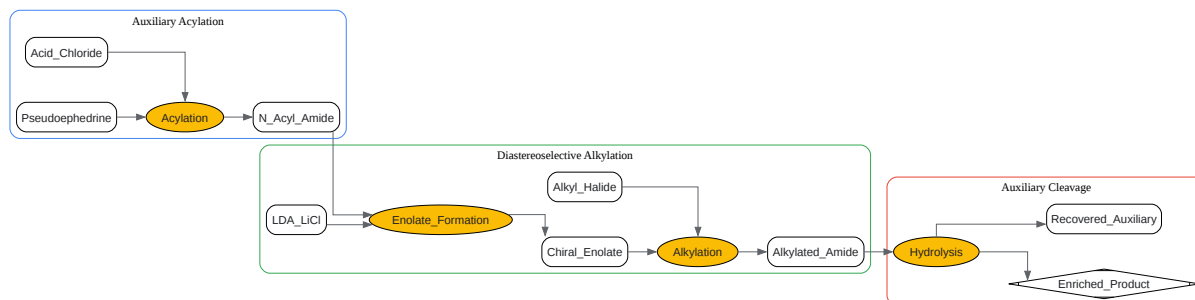 Auxiliary Acylation
Acid_Chloride
Pseudoephedrine
Acylation
N_Acyl_Amide
Diastereoselective Alkylation
Alkyl_Halide
LDA_LiCl
Enolate_Formation
Chiral_Enolate
Alkylation
Alkylated_Amide
Auxiliary Cleavage
Recovered_Auxiliary
Hydrolysis
Enriched_Product